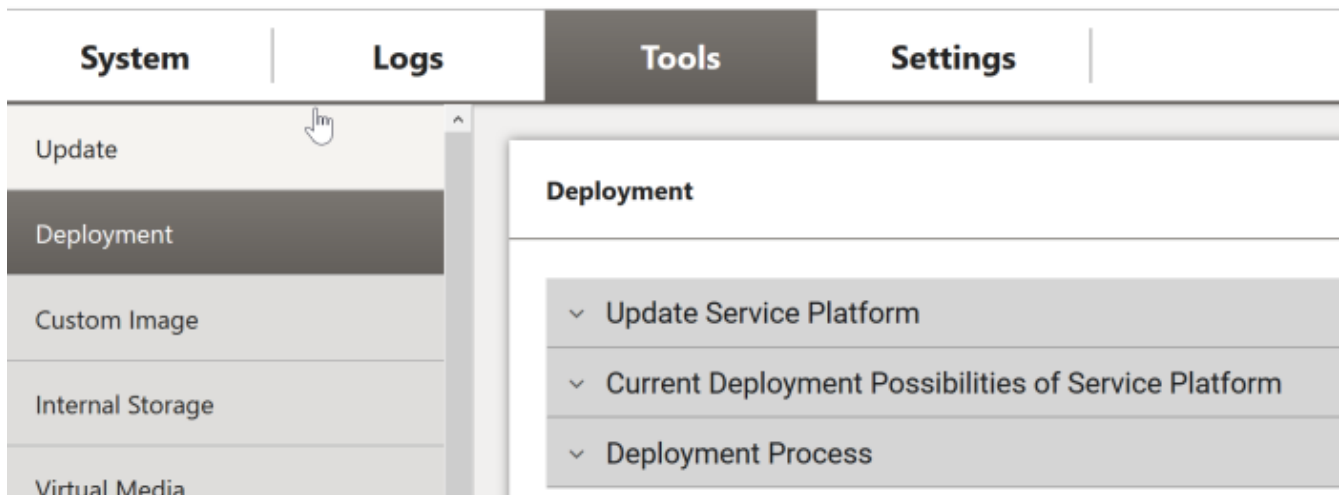 System
Logs
Tools
Settings
Update
Deployment
Custom Image
Internal Storage
Virtual Media
Deployment
Update Service Platform
Current Deployment Possibilities of Service Platform
Deployment Process